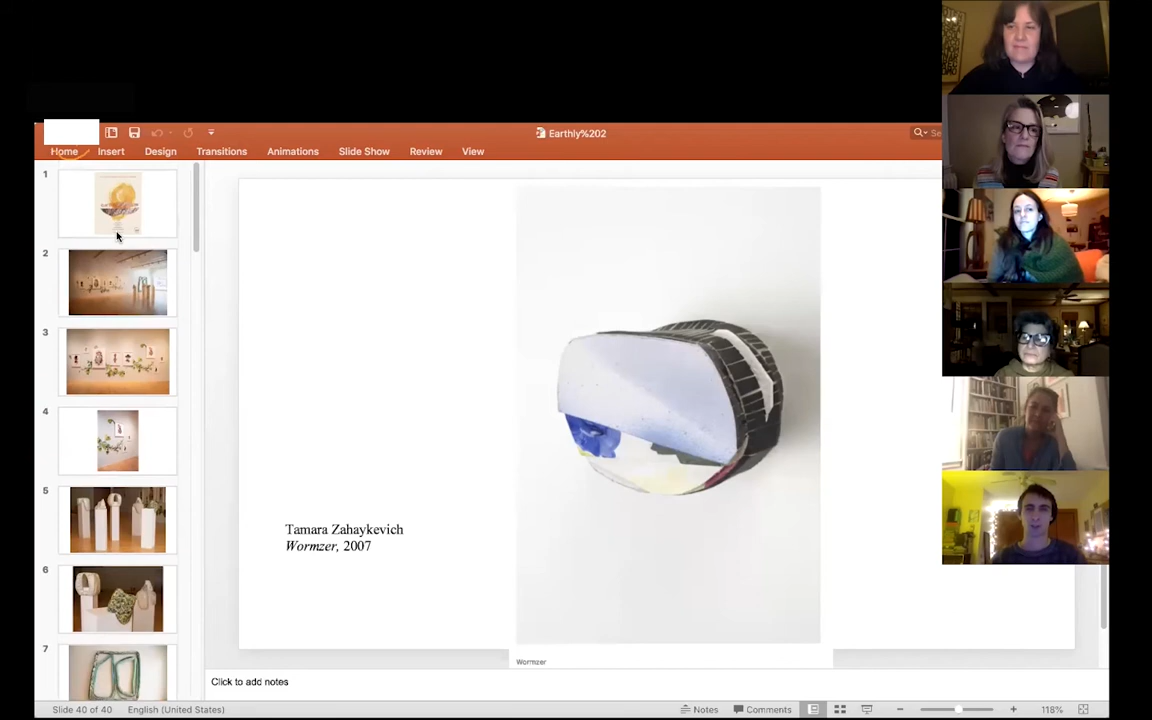 Earthly%202
Se
Home Insert Design Transitions Animations Slide Show Review View
1
2
3
4
5
6
7
Tamara Zahaykevich
Wormzer, 2007
Wormzer
Click to add notes
Slide 40 of 40 English (United States) Notes Comments 118%